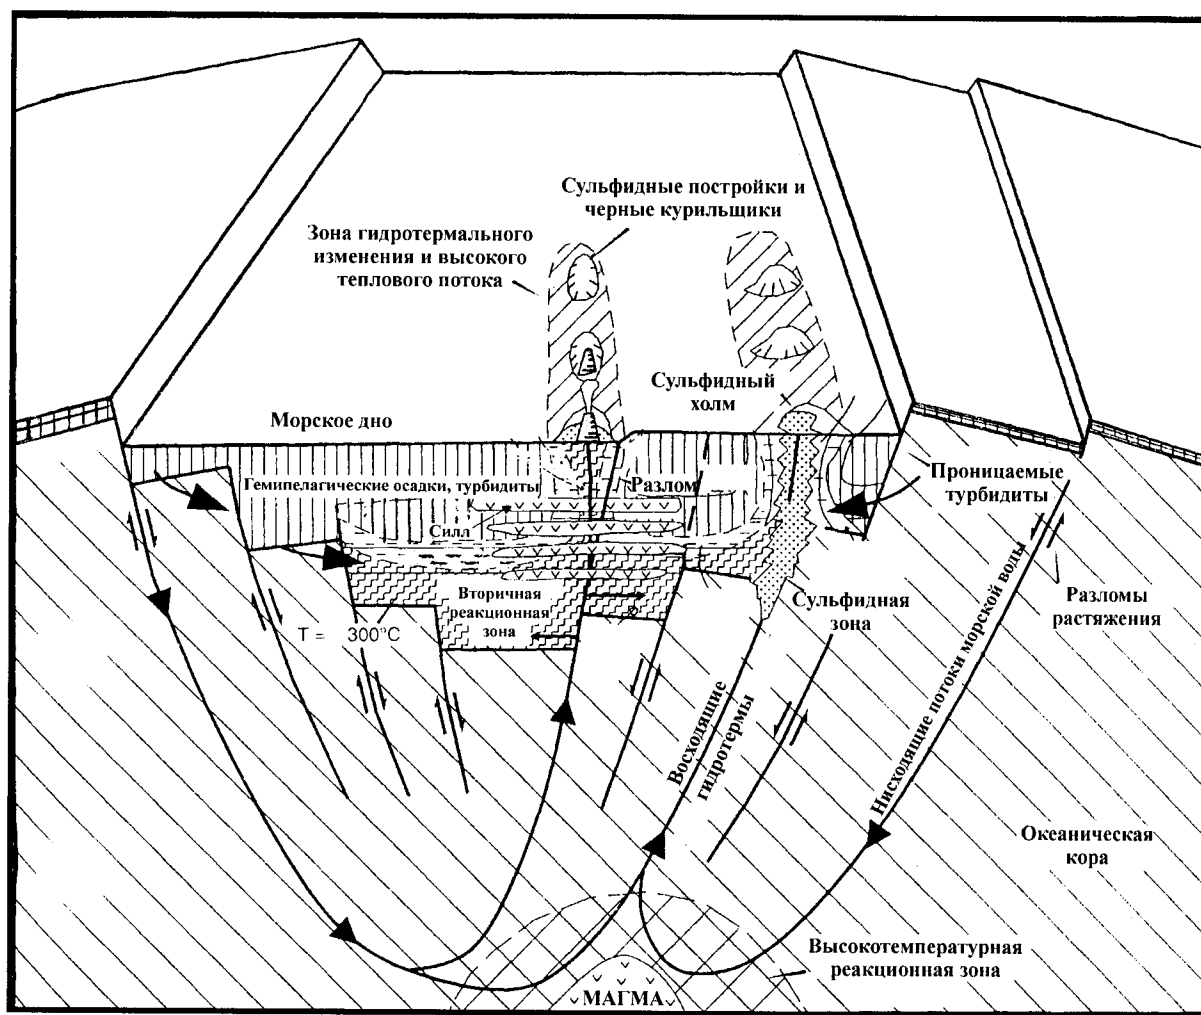 Сульфидные постройки и
черные курильщики
Зона гидротермального
изменения и высокого
теплового потока
Сульфидный
холм
Морское дно
Гемипелагические осадки, турбидиты
Разлом
Проницаемые
турбидиты
Силл
Вторичная
реакционная
зона
T = 300°C
Сульфидная
зона
Разломы
растяжения
Восходящие
гидротермы
Нисходящие потоки морской воды
Океаническая
кора
Высокотемпературная
реакционная зона
МАГМА